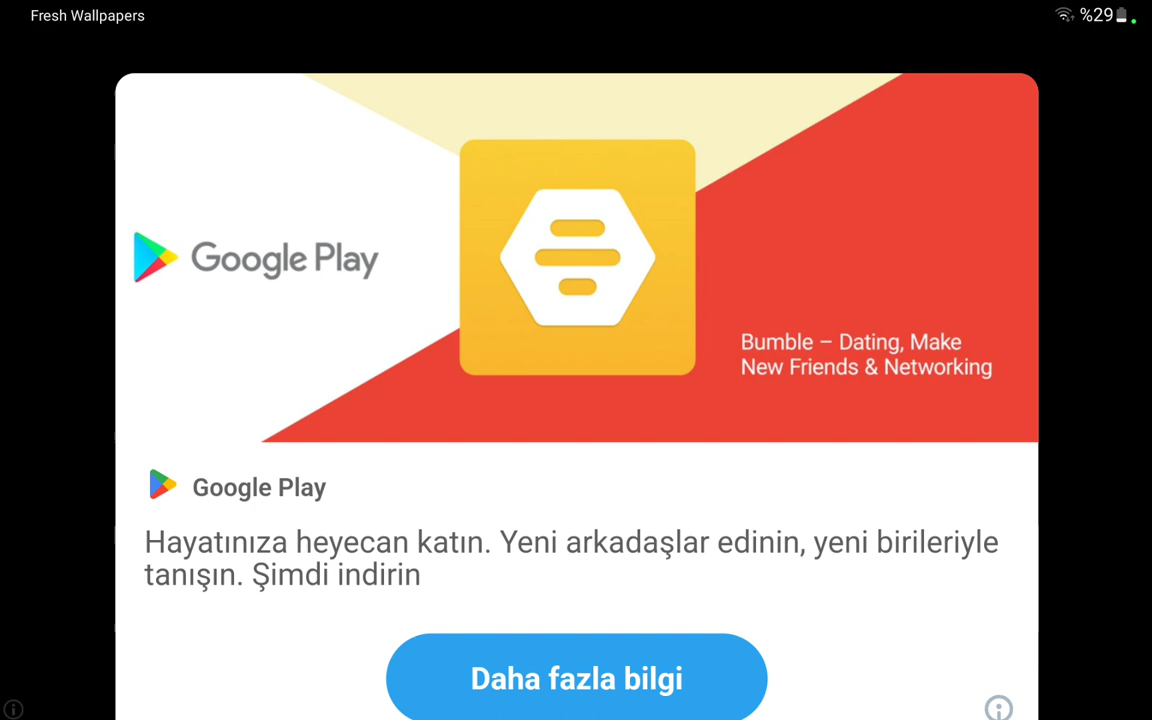 Fresh Wallpapers
%29
Google Play
Bumble – Dating, Make
New Friends & Networking
Google Play
Hayatınıza heyecan katın. Yeni arkadaşlar edinin, yeni birileriyle
tanışın. Şimdi indirin
Daha fazla bilgi